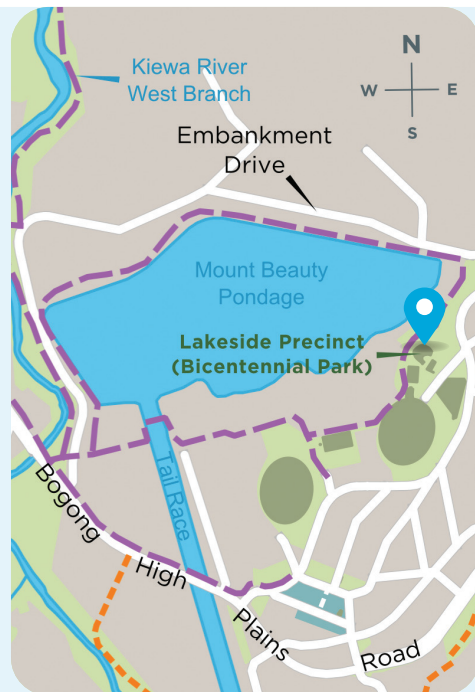 Kiewa River
West Branch
N
W
E
S
Embankment
Drive
Mount Beauty
Pondage
Lakeside Precinct
(Bicentennial Park)
Tail Race
Bogong High Plains Road